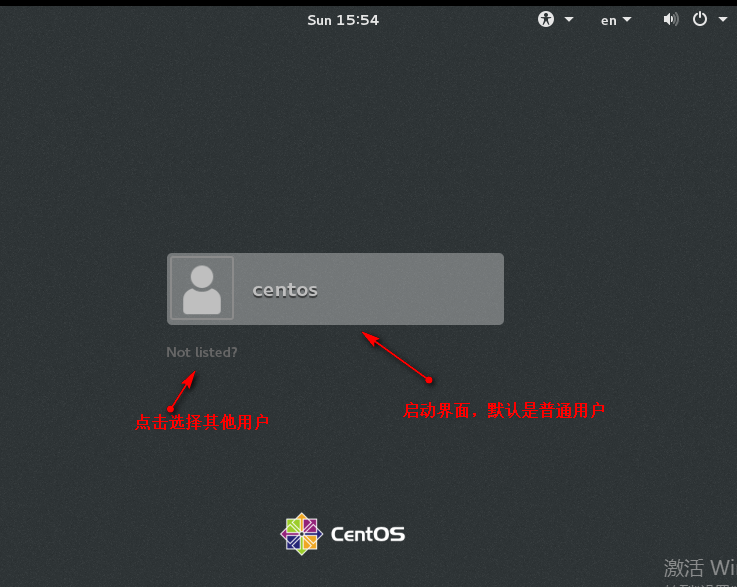 Sun 15:54
en
centos
Not listed?
点击选择其他用户
启动界面，默认是普通用户
CentOS
激活 Win